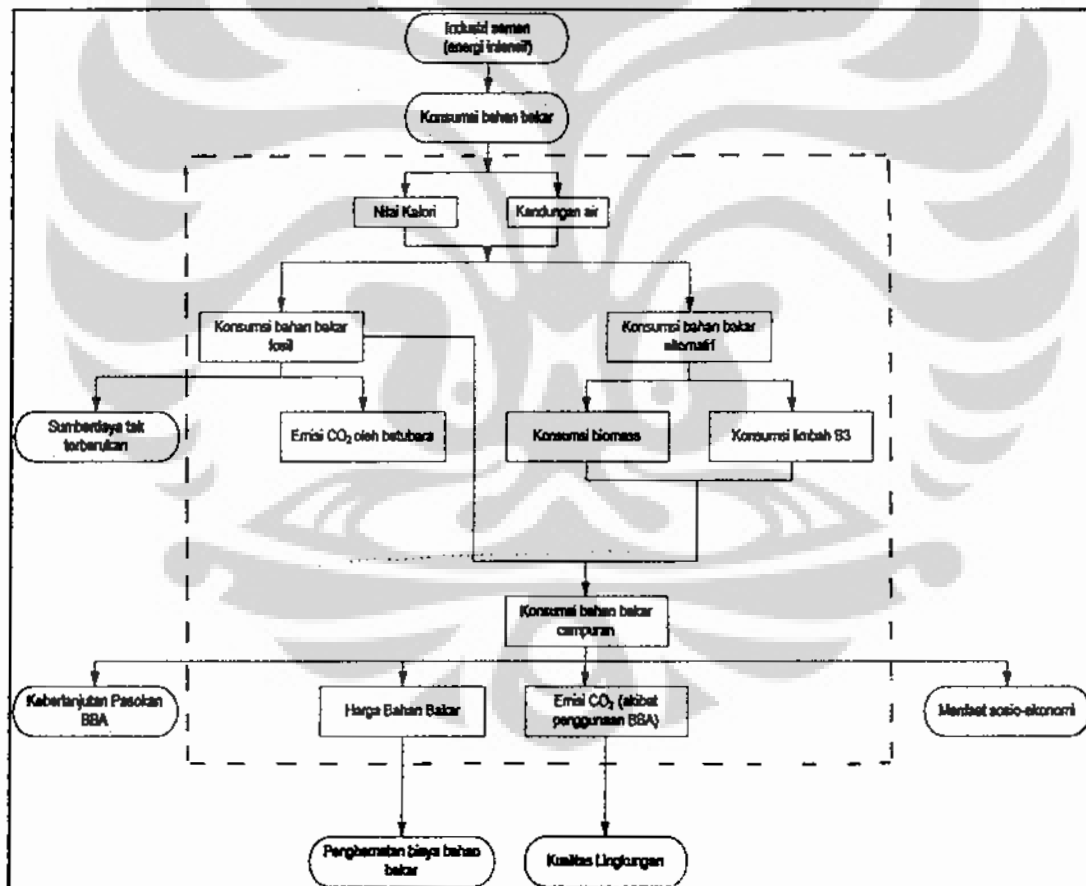 Industri semen
(energi intensif)
Konsumsi bahan bakar
Nilai Kalori
Kandungan air
Konsumsi bahan bakar
fosil
Konsumsi bahan bakar
alternatif
Sumberdaya tak
terbarukan
Emisi CO₂ oleh batubara
Konsumsi biomass
Konsumsi limbah B3
Konsumsi bahan bakar
campuran
Keberlanjutan Pasokan
BBA
Harga Bahan Bakar
Emisi CO₂ (akibat
penggunaan BBA)
Manfaat sosio-ekonomi
Penghematan biaya bahan
bakar
Kualitas Lingkungan